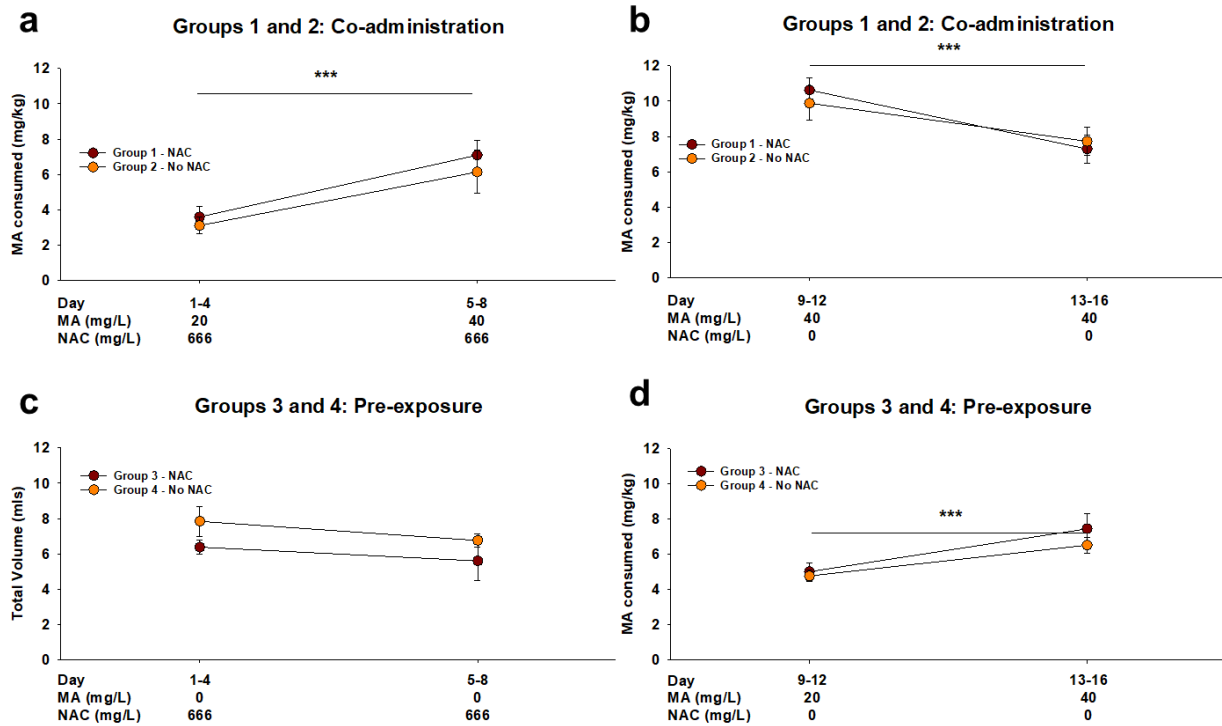 a
Groups 1 and 2: Co-administration
12
10
8
6
4
2
0
MA consumed (mg/kg)
***
Group 1 - NAC
Group 2 - No NAC
Day 1-4 5-8
MA (mg/L) 20 40
NAC (mg/L) 666 666
b
Groups 1 and 2: Co-administration
12
10
8
6
4
2
0
MA consumed (mg/kg)
***
Group 1 - NAC
Group 2 - No NAC
Day 9-12 13-16
MA (mg/L) 40 40
NAC (mg/L) 0 0
c
Groups 3 and 4: Pre-exposure
12
10
8
6
4
2
0
Total Volume (mls)
Group 3 - NAC
Group 4 - No NAC
Day 1-4 5-8
MA (mg/L) 0 0
NAC (mg/L) 666 666
d
Groups 3 and 4: Pre-exposure
12
10
8
6
4
2
0
MA consumed (mg/kg)
Group 3 - NAC
Group 4 - No NAC
***
Day 9-12 13-16
MA (mg/L) 20 40
NAC (mg/L) 0 0